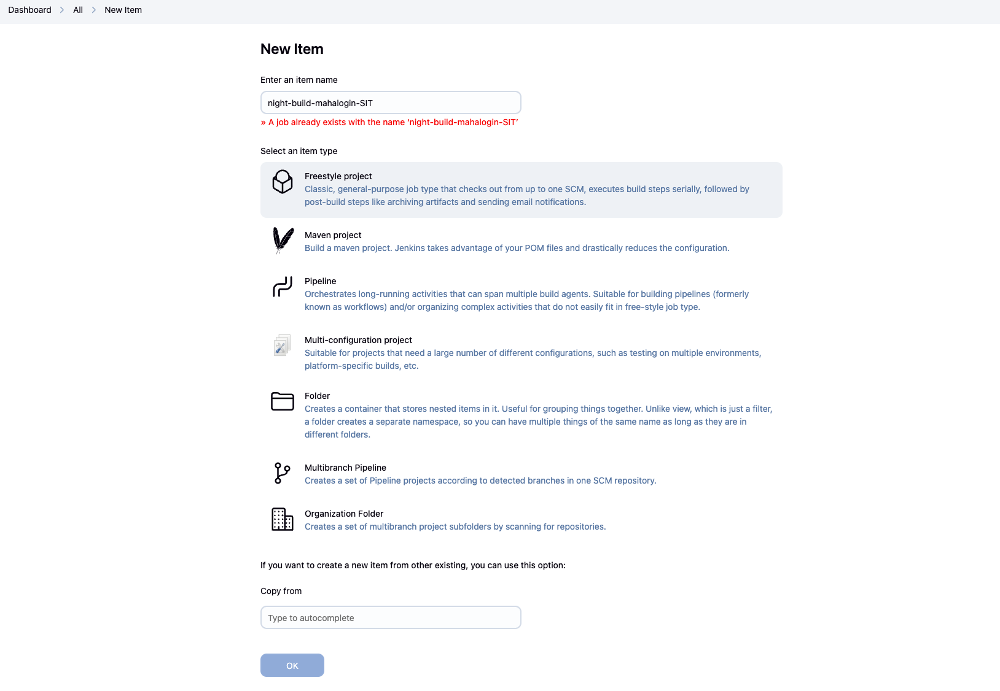 Dashboard > All > New Item
New Item
Enter an item name
night-build-mahalogin-SIT
» A job already exists with the name ‘night-build-mahalogin-SIT’
Select an item type
Freestyle project
Classic, general-purpose job type that checks out from up to one SCM, executes build steps serially, followed by
post-build steps like archiving artifacts and sending email notifications.
Maven project
Build a maven project. Jenkins takes advantage of your POM files and drastically reduces the configuration.
Pipeline
Orchestrates long-running activities that can span multiple build agents. Suitable for building pipelines (formerly
known as workflows) and/or organizing complex activities that do not easily fit in free-style job type.
Multi-configuration project
Suitable for projects that need a large number of different configurations, such as testing on multiple environments,
platform-specific builds, etc.
Folder
Creates a container that stores nested items in it. Useful for grouping things together. Unlike view, which is just a filter,
a folder creates a separate namespace, so you can have multiple things of the same name as long as they are in
different folders.
Multibranch Pipeline
Creates a set of Pipeline projects according to detected branches in one SCM repository.
Organization Folder
Creates a set of multibranch project subfolders by scanning for repositories.
If you want to create a new item from other existing, you can use this option:
Copy from
Type to autocomplete
OK